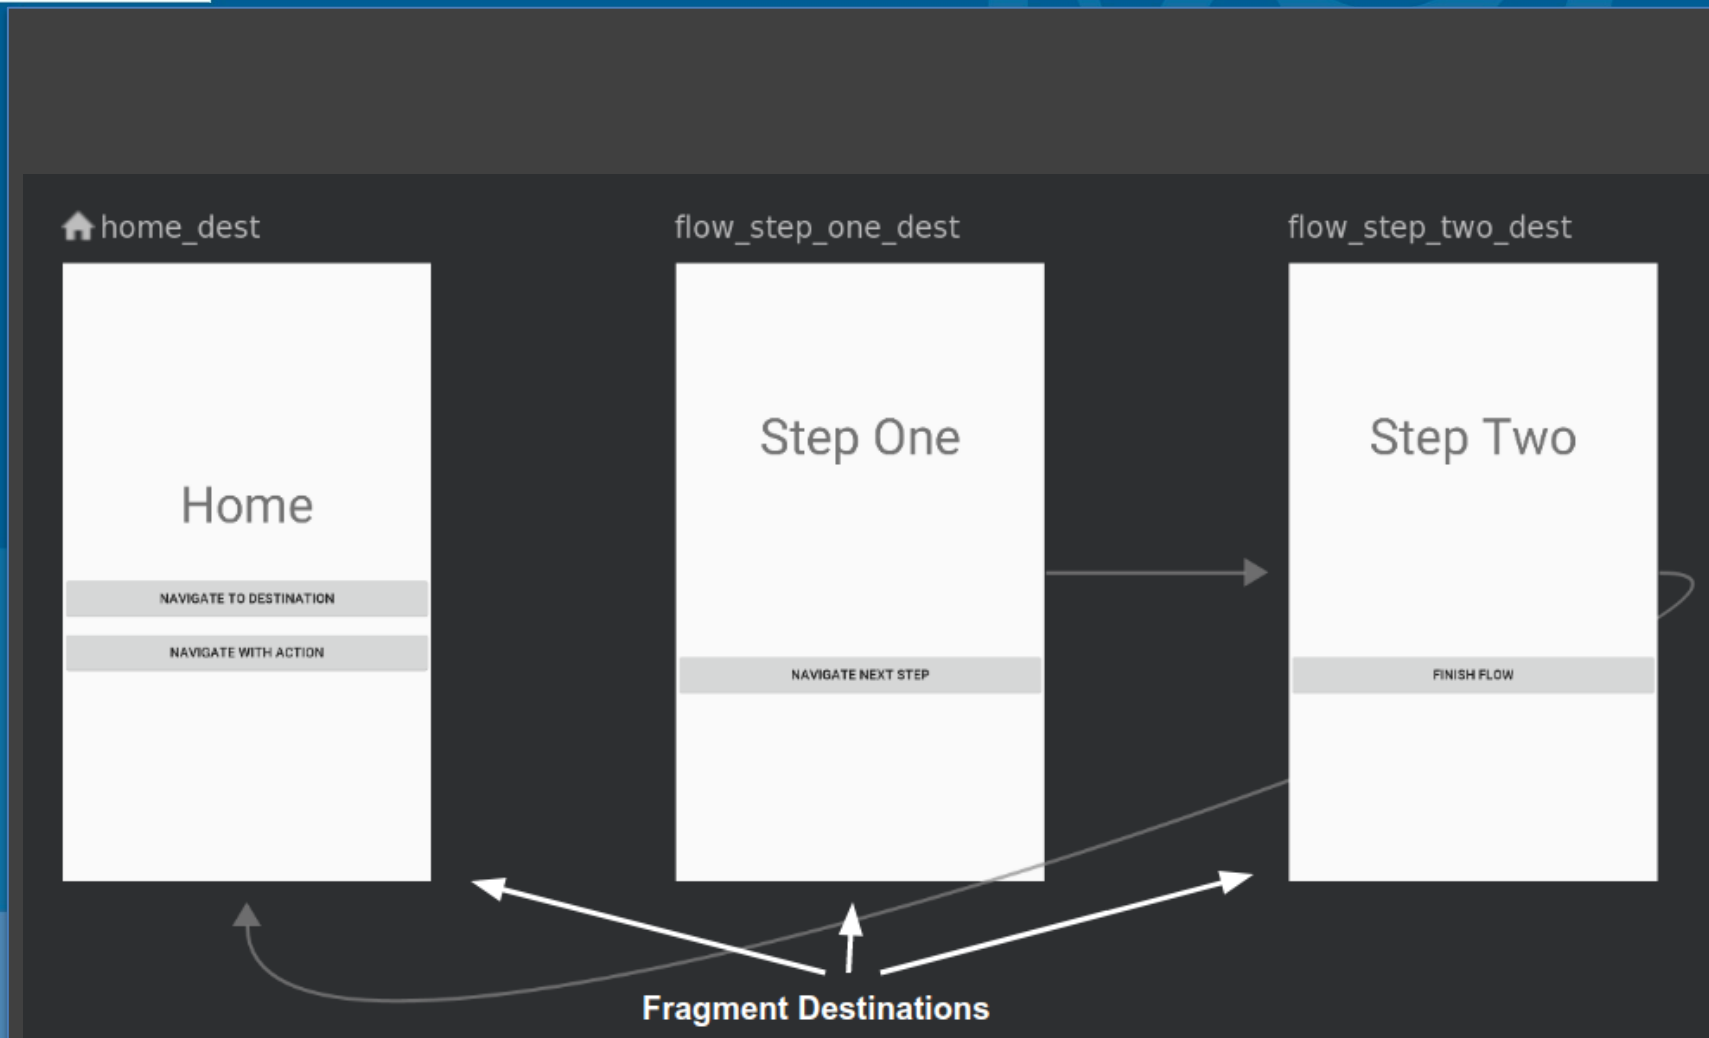 home_dest
flow_step_one_dest
flow_step_two_dest
Home
NAVIGATE TO DESTINATION
NAVIGATE WITH ACTION
Step One
NAVIGATE NEXT STEP
Step Two
FINISH FLOW
Fragment Destinations